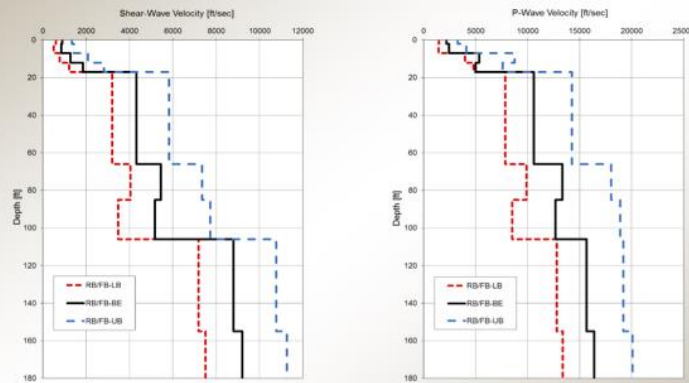 Shear-Wave Velocity [ft/sec]
0 2000 4000 6000 8000 10000 12000
0
20
40
60
80
100
120
140
160
180
Depth [ft]
RB/FB-LB
RB/FB-BE
RB/FB-UB
P-Wave Velocity [ft/sec]
0 5000 10000 15000 20000 2500
0
20
40
60
80
100
120
140
160
180
Depth [ft]
RB/FB-LB
RB/FB-BE
RB/FB-UB